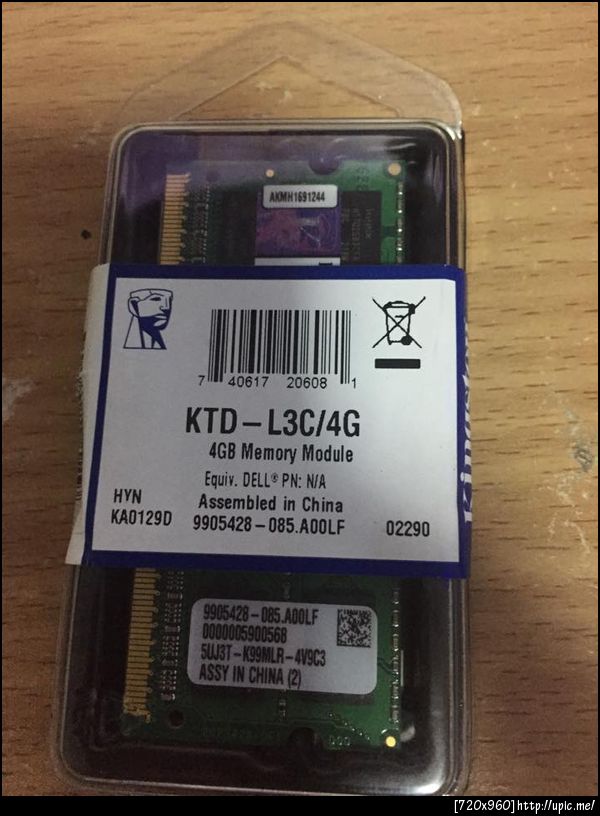 AKMH1691244
7 40617 20608 1
KTD-L3C/4G
4GB Memory Module
Equiv. DELL® PN: N/A
HYN
Assembled in China
KA0129D
9905428-085.A00LF
02290
Kingston
9905428-085.A00LF
0000005900568
5UJ3T-K99MLR-4V9C3
ASSY IN CHINA (2)
[720x960]http://upic.me/